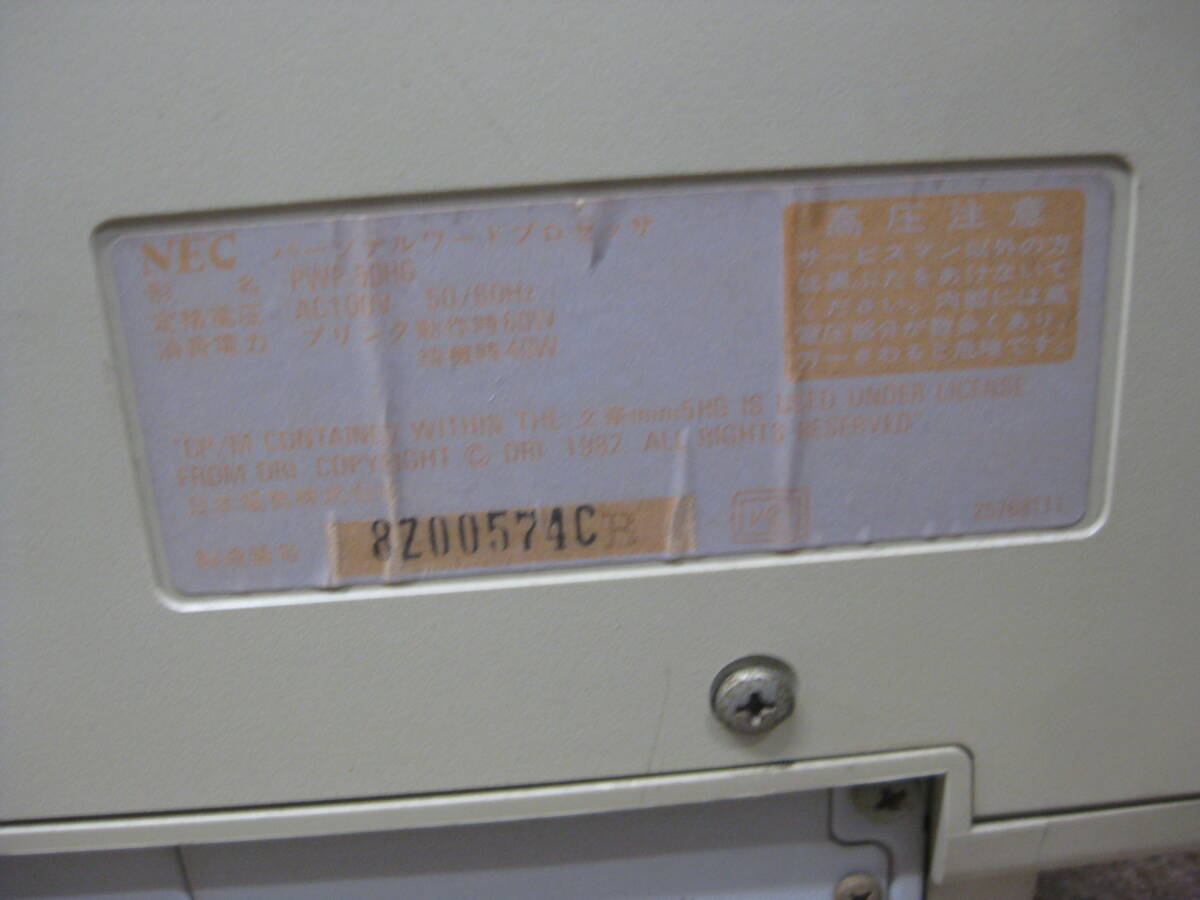 NEC パーソナルワードプロセッサ
形 名 PWP-50HG
定格電圧 AC100V 50/60Hz
消費電力 プリンタ動作時60W
待機時40W
高圧注意
サービスマン以外の方
は裏ぶたをあけないで
ください。内部には高
電圧部分が数多くあり、
万一さわると危険です。
"CP/M CONTAINED WITHIN THE 文豪mini5HG IS USED UNDER LICENSE
FROM DRI COPYRIGHT © DRI 1982 ALL RIGHTS RESERVED"
日本電気株式会社
製造番号 8Z00574CB